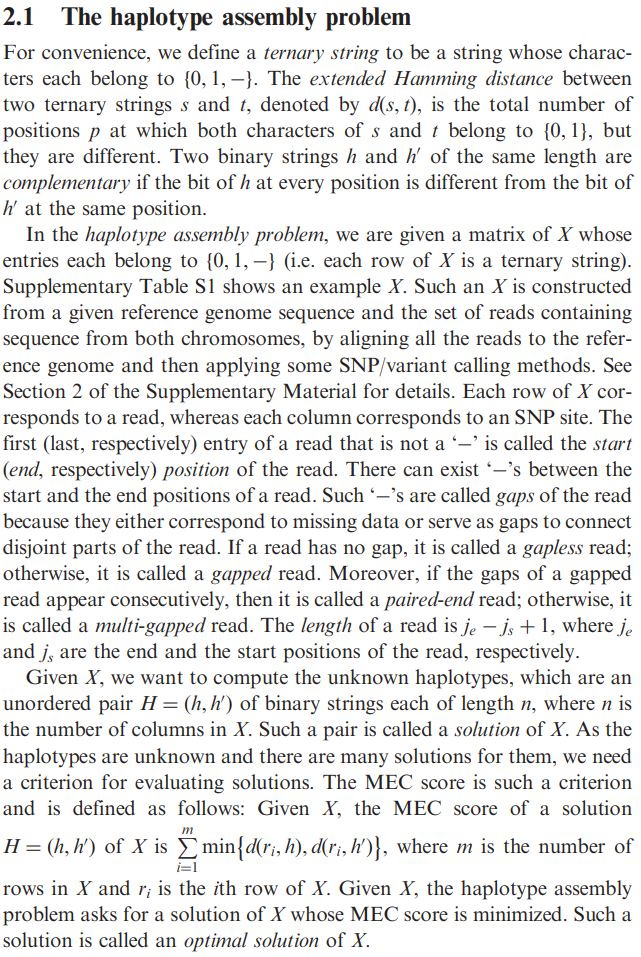 2.1 The haplotype assembly problem
For convenience, we define a ternary string to be a string whose charac-
ters each belong to {0, 1, −}. The extended Hamming distance between
two ternary strings s and t, denoted by d(s, t), is the total number of
positions p at which both characters of s and t belong to {0, 1}, but
they are different. Two binary strings h and h′ of the same length are
complementary if the bit of h at every position is different from the bit of
h′ at the same position.
In the haplotype assembly problem, we are given a matrix of X whose
entries each belong to {0, 1, −} (i.e. each row of X is a ternary string).
Supplementary Table S1 shows an example X. Such an X is constructed
from a given reference genome sequence and the set of reads containing
sequence from both chromosomes, by aligning all the reads to the refer-
ence genome and then applying some SNP/variant calling methods. See
Section 2 of the Supplementary Material for details. Each row of X cor-
responds to a read, whereas each column corresponds to an SNP site. The
first (last, respectively) entry of a read that is not a ‘−’ is called the start
(end, respectively) position of the read. There can exist ‘−’s between the
start and the end positions of a read. Such ‘−’s are called gaps of the read
because they either correspond to missing data or serve as gaps to connect
disjoint parts of the read. If a read has no gap, it is called a gapless read;
otherwise, it is called a gapped read. Moreover, if the gaps of a gapped
read appear consecutively, then it is called a paired-end read; otherwise, it
is called a multi-gapped read. The length of a read is jₑ − jₛ + 1, where jₑ
and jₛ are the end and the start positions of the read, respectively.
Given X, we want to compute the unknown haplotypes, which are an
unordered pair H = (h, h′) of binary strings each of length n, where n is
the number of columns in X. Such a pair is called a solution of X. As the
haplotypes are unknown and there are many solutions for them, we need
a criterion for evaluating solutions. The MEC score is such a criterion
and is defined as follows: Given X, the MEC score of a solution
H = (h, h′) of X is ∑_{i=1}^{m} min{d(rᵢ, h), d(rᵢ, h′)}, where m is the number of
rows in X and rᵢ is the ith row of X. Given X, the haplotype assembly
problem asks for a solution of X whose MEC score is minimized. Such a
solution is called an optimal solution of X.